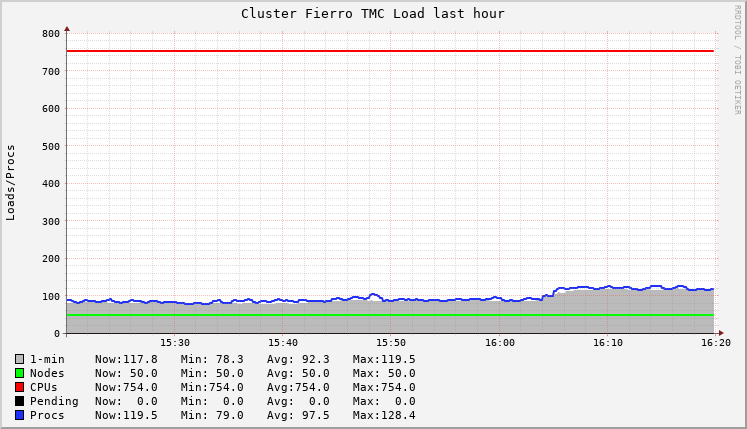 Cluster Fierro TMC Load last hour
RRDTOOL / TOBI OETIKER
Loads/Procs
800
700
600
500
400
300
200
100
0
15:30 15:40 15:50 16:00 16:10 16:20
1-min Now:117.8 Min: 78.3 Avg: 92.3 Max:119.5
Nodes Now: 50.0 Min: 50.0 Avg: 50.0 Max: 50.0
CPUs Now:754.0 Min:754.0 Avg:754.0 Max:754.0
Pending Now: 0.0 Min: 0.0 Avg: 0.0 Max: 0.0
Procs Now:119.5 Min: 79.0 Avg: 97.5 Max:128.4